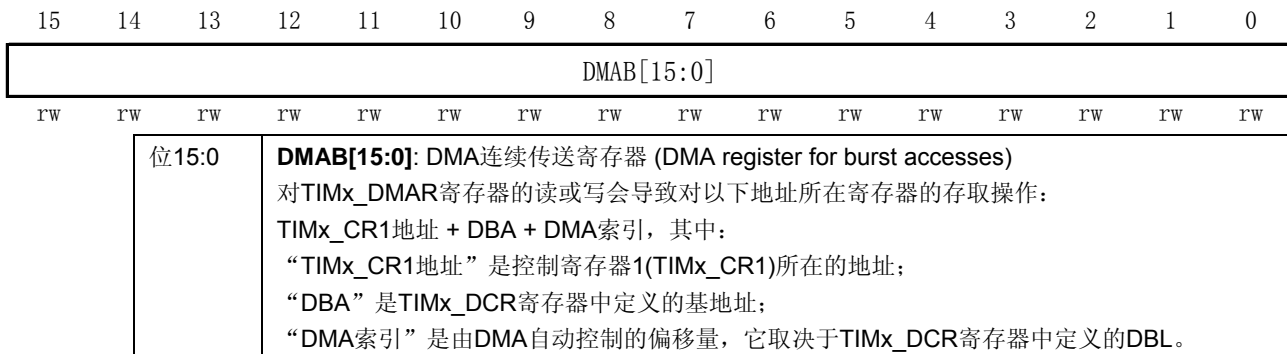 15 14 13 12 11 10 9 8 7 6 5 4 3 2 1 0
DMAB[15:0]
rw rw rw rw rw rw rw rw rw rw rw rw rw rw rw rw
位15:0 DMAB[15:0]: DMA连续传送寄存器 (DMA register for burst accesses)
对TIMx_DMAR寄存器的读或写会导致对以下地址所在寄存器的存取操作：
TIMx_CR1地址 + DBA + DMA索引，其中：
“TIMx_CR1地址”是控制寄存器1(TIMx_CR1)所在的地址；
“DBA”是TIMx_DCR寄存器中定义的基地址；
“DMA索引”是由DMA自动控制的偏移量，它取决于TIMx_DCR寄存器中定义的DBL。